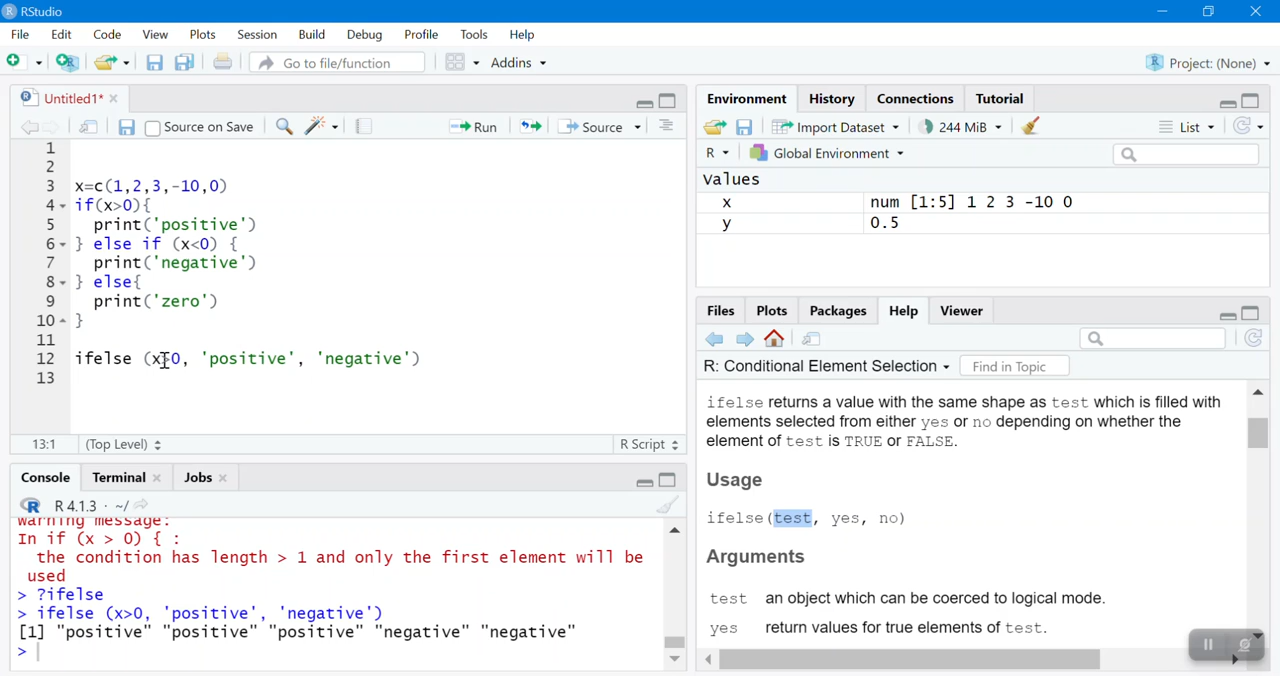 RStudio
File Edit Code View Plots Session Build Debug Profile Tools Help
Go to file/function Addins Project: (None)
Untitled1*
Source on Save Run Source
1
2
3 x=c(1,2,3,-10,0)
4 if(x>0){
5 print('positive')
6 } else if (x<0) {
7 print('negative')
8 } else{
9 print('zero')
10 }
11
12 ifelse (x>0, 'positive', 'negative')
13
13:1 (Top Level) R Script
Console Terminal Jobs
R 4.1.3 · ~/
warning message:
In if (x > 0) { :
the condition has length > 1 and only the first element will be
used
> ?ifelse
> ifelse (x>0, 'positive', 'negative')
[1] "positive" "positive" "positive" "negative" "negative"
>
Environment History Connections Tutorial
Import Dataset 244 MiB List
R Global Environment
Values
x num [1:5] 1 2 3 -10 0
y 0.5
Files Plots Packages Help Viewer
R: Conditional Element Selection Find in Topic
ifelse returns a value with the same shape as test which is filled with
elements selected from either yes or no depending on whether the
element of test is TRUE or FALSE.
Usage
ifelse(test, yes, no)
Arguments
test an object which can be coerced to logical mode.
yes return values for true elements of test.